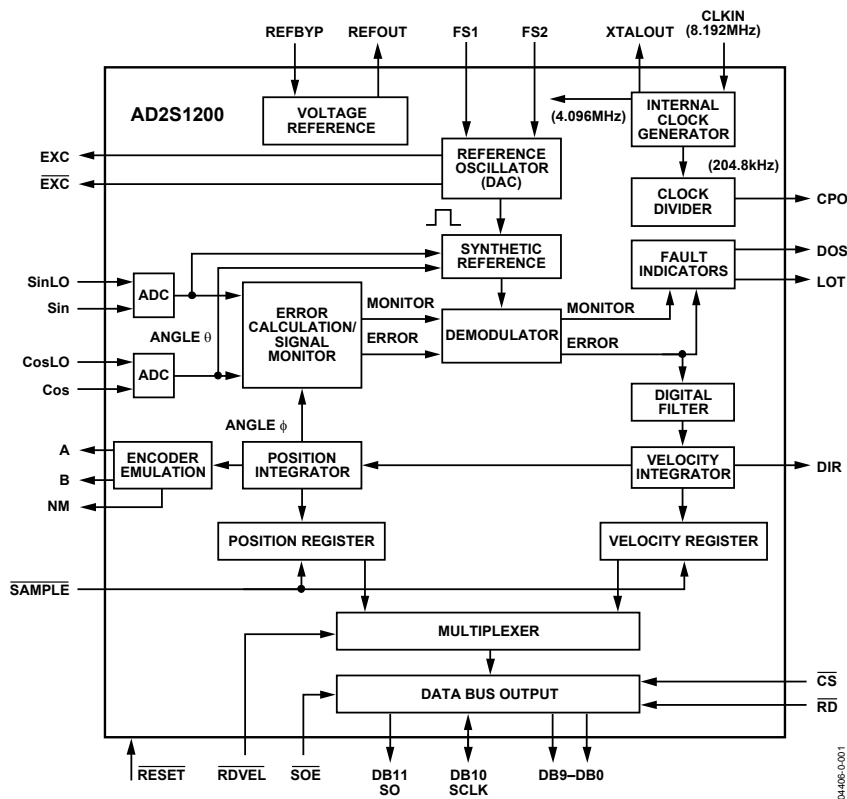 REFBYP REFOUT FS1 FS2 XTALOUT CLKIN
(8.192MHz)
AD2S1200
VOLTAGE
REFERENCE
(4.096MHz)
INTERNAL
CLOCK
GENERATOR
EXC
EXC
REFERENCE
OSCILLATOR
(DAC)
(204.8kHz)
CLOCK
DIVIDER
CPO
SYNTHETIC
REFERENCE
FAULT
INDICATORS
DOS
LOT
SinLO
Sin
ADC
ANGLE θ
CosLO
Cos
ADC
ERROR
CALCULATION/
SIGNAL
MONITOR
MONITOR
ERROR
DEMODULATOR
MONITOR
ERROR
DIGITAL
FILTER
ANGLE ϕ
A
B
NM
ENCODER
EMULATION
POSITION
INTEGRATOR
VELOCITY
INTEGRATOR
DIR
POSITION REGISTER
VELOCITY REGISTER
SAMPLE
MULTIPLEXER
DATA BUS OUTPUT
CS
RD
RESET RDVEL SOE DB11 DB10 DB9–DB0
SO SCLK
04406-0-001